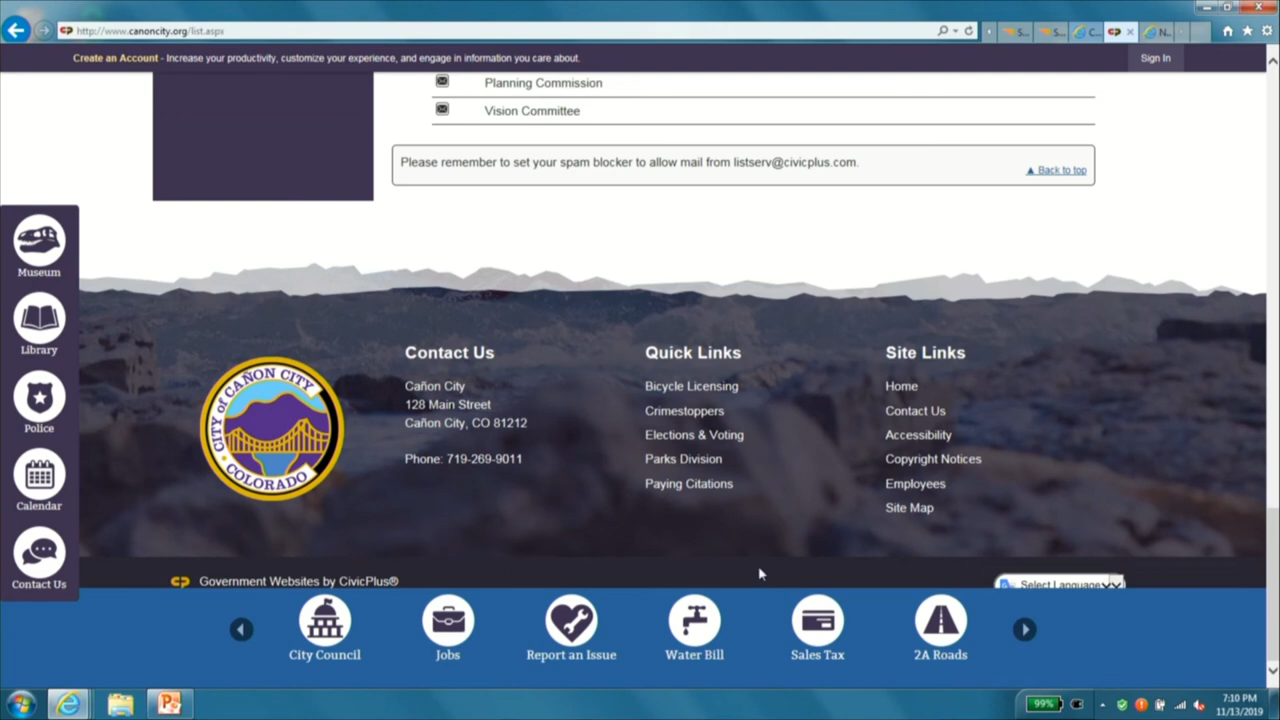 http://www.canoncity.org/list.aspx
S...
S...
C...
N...
Create an Account - Increase your productivity, customize your experience, and engage in information you care about.
Sign In
Planning Commission
Vision Committee
Please remember to set your spam blocker to allow mail from listserv@civicplus.com.
▲ Back to top
Museum
Library
Police
Calendar
Contact Us
CITY of CAÑON CITY
COLORADO
Contact Us
Cañon City
128 Main Street
Cañon City, CO 81212
Phone: 719-269-9011
Quick Links
Bicycle Licensing
Crimestoppers
Elections & Voting
Parks Division
Paying Citations
Site Links
Home
Contact Us
Accessibility
Copyright Notices
Employees
Site Map
Government Websites by CivicPlus®
Select Language
City Council
Jobs
Report an Issue
Water Bill
Sales Tax
2A Roads
99%
7:10 PM
11/13/2019